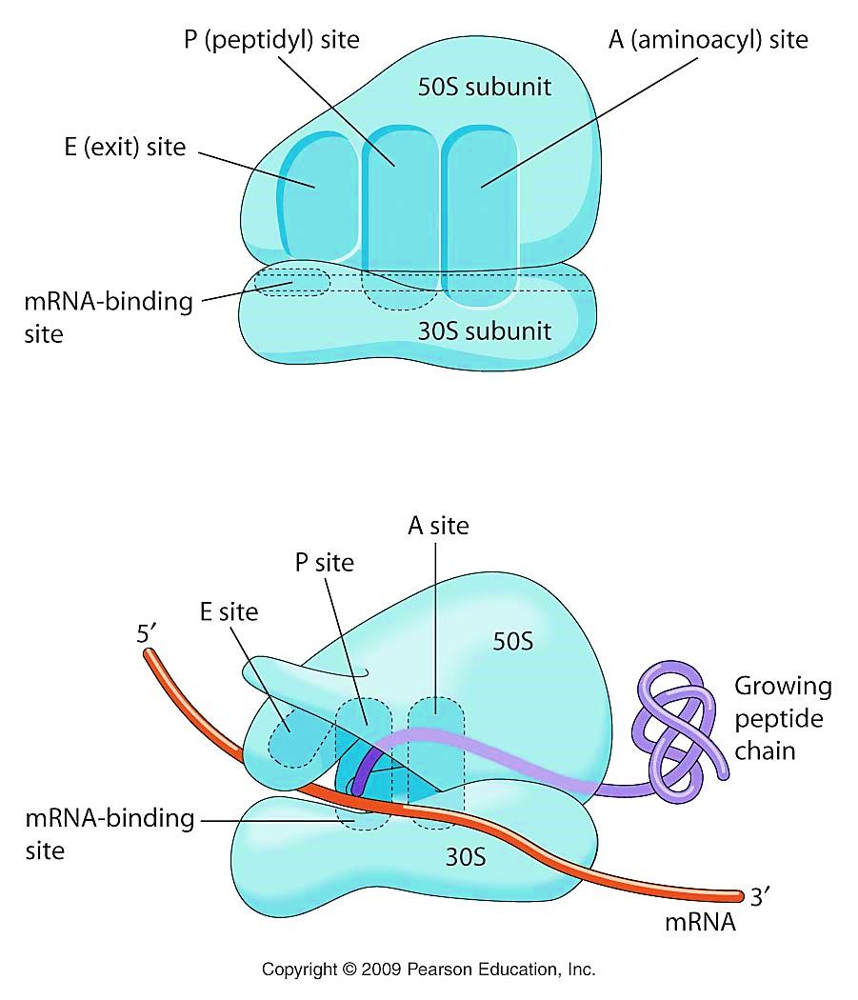 P (peptidyl) site
A (aminoacyl) site
50S subunit
E (exit) site
mRNA-binding
site
30S subunit
A site
P site
E site
5′
50S
Growing
peptide
chain
mRNA-binding
site
30S
3′
mRNA
Copyright © 2009 Pearson Education, Inc.